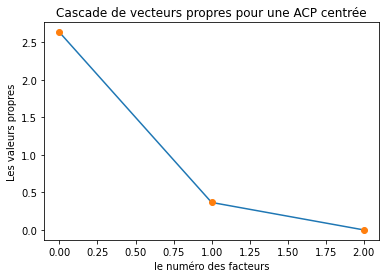 Cascade de vecteurs propres pour une ACP centrée
2.5
2.0
1.5
1.0
0.5
0.0
Les valeurs propres
0.00 0.25 0.50 0.75 1.00 1.25 1.50 1.75 2.00
le numéro des facteurs